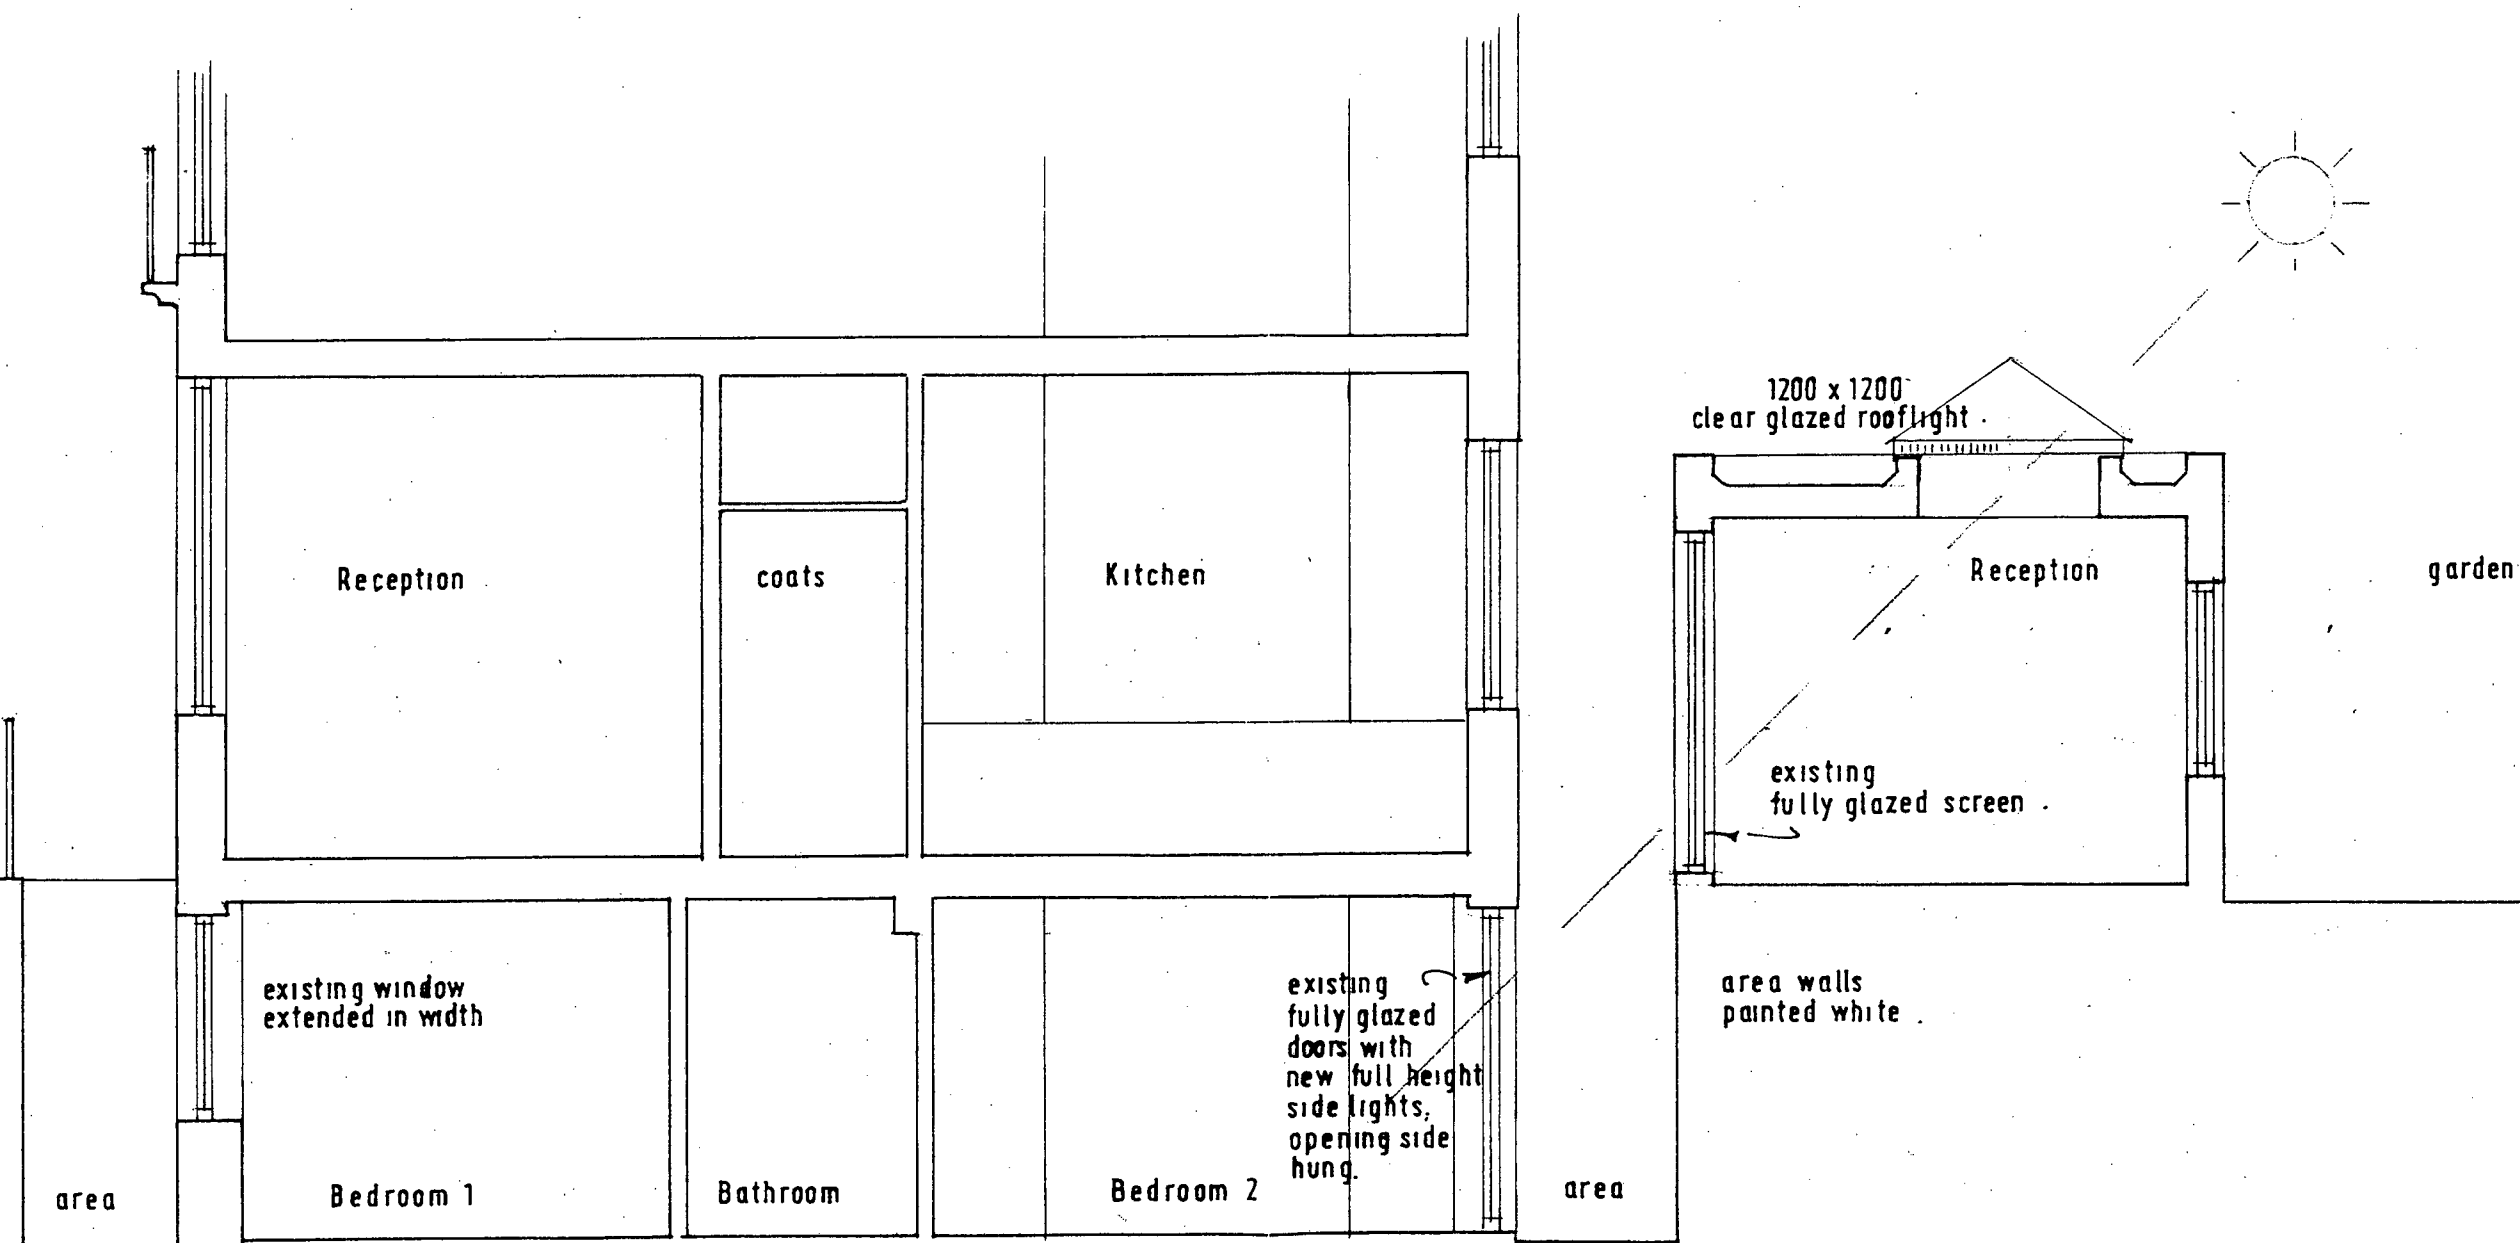 1200 x 1200
clear glazed rooflight .
Reception
coats
Kitchen
Reception
garden
existing
fully glazed screen .
existing window
extended in width
existing
fully glazed
doors with
new full height
side lights,
opening side
hung.
area walls
painted white .
area
Bedroom 1
Bathroom
Bedroom 2
area